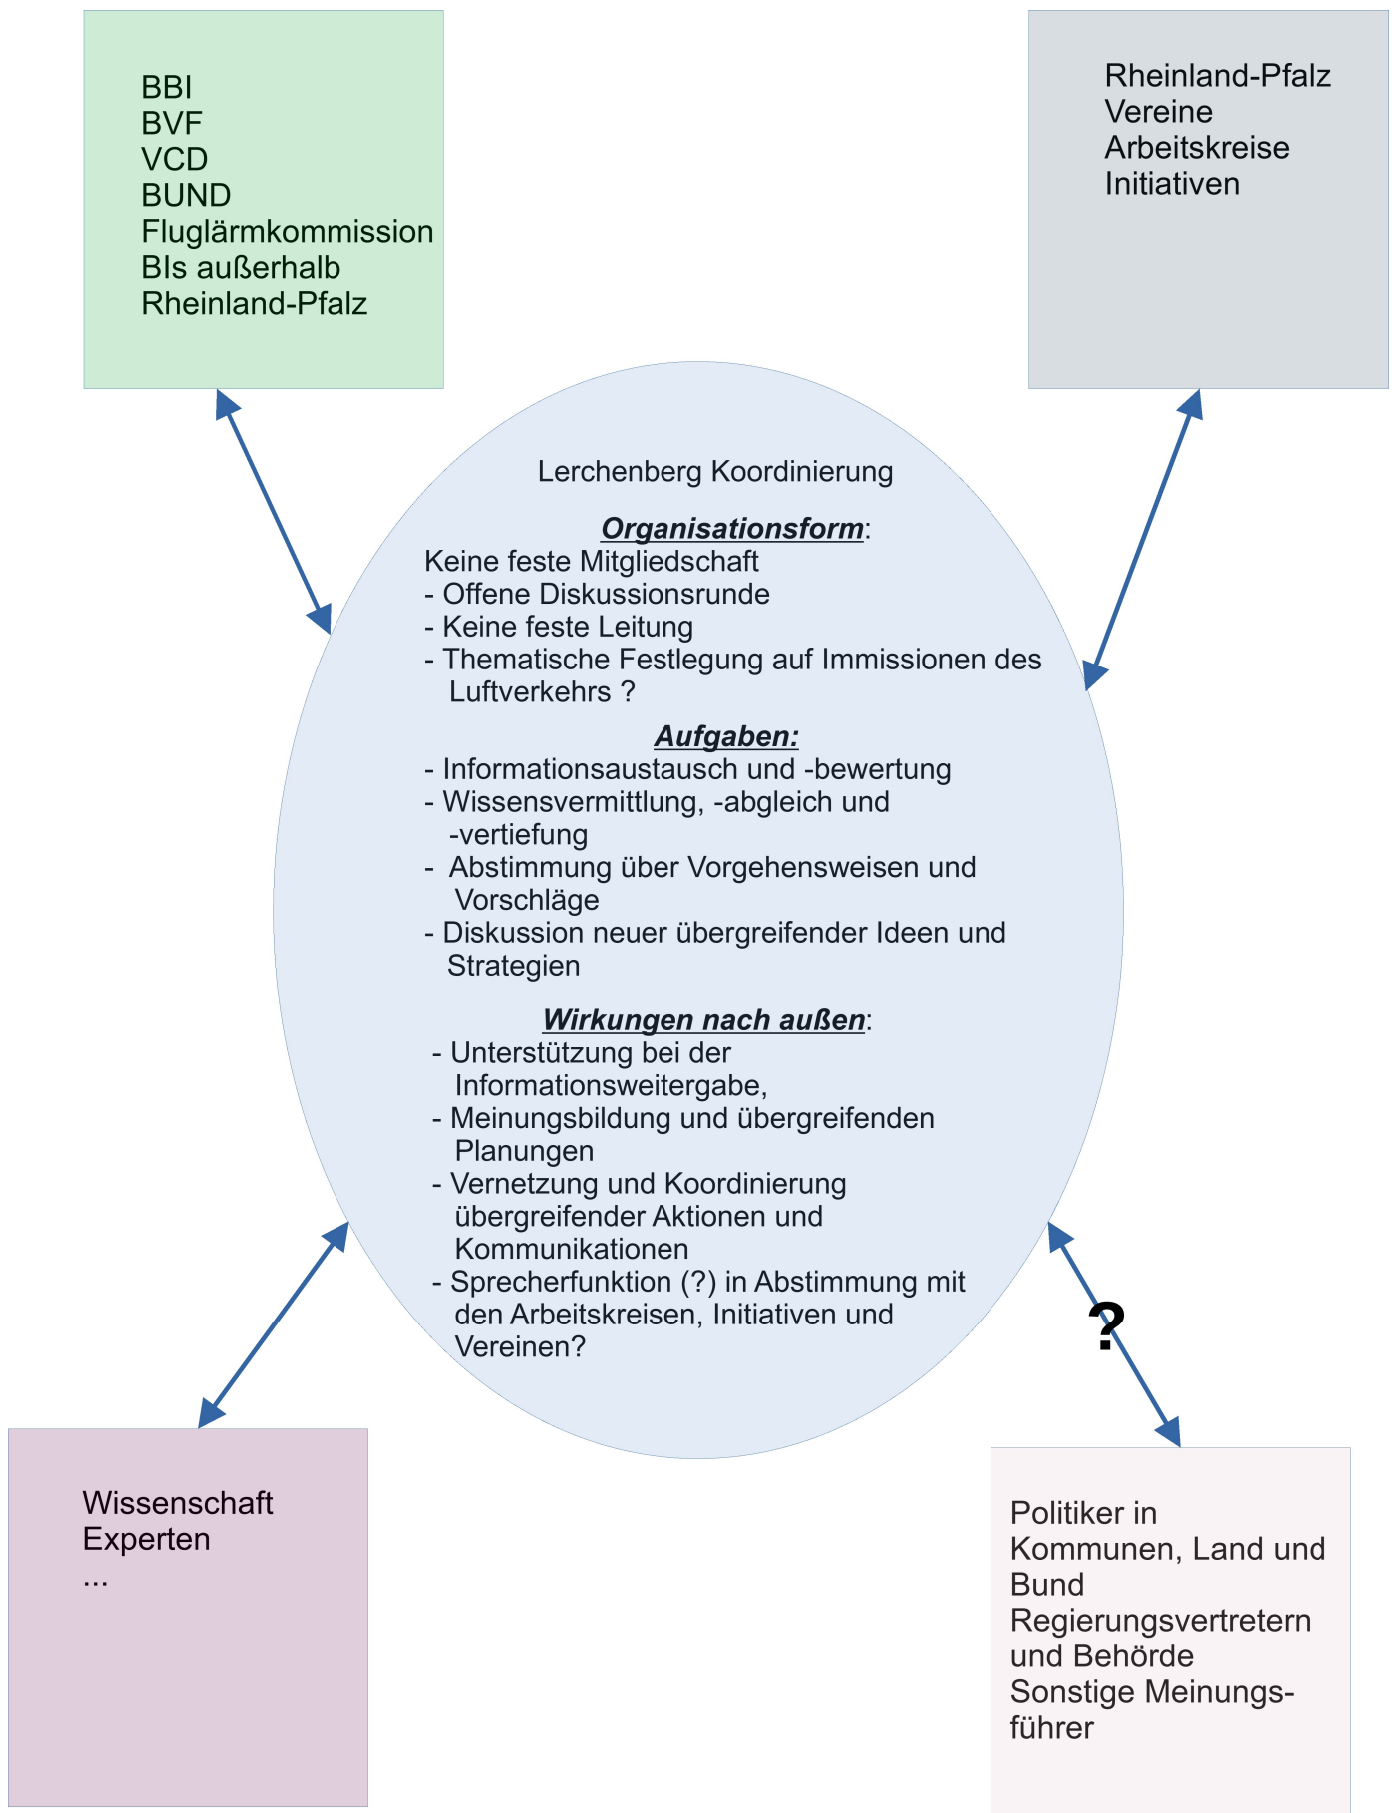 BBI
BVF
VCD
BUND
Fluglärmkommission
BIs außerhalb
Rheinland-Pfalz
Rheinland-Pfalz
Vereine
Arbeitskreise
Initiativen
Lerchenberg Koordinierung
Organisationsform:
Keine feste Mitgliedschaft
- Offene Diskussionsrunde
- Keine feste Leitung
- Thematische Festlegung auf Immissionen des
Luftverkehrs ?
Aufgaben:
- Informationsaustausch und -bewertung
- Wissensvermittlung, -abgleich und
-vertiefung
- Abstimmung über Vorgehensweisen und
Vorschläge
- Diskussion neuer übergreifender Ideen und
Strategien
Wirkungen nach außen:
- Unterstützung bei der
Informationsweitergabe,
- Meinungsbildung und übergreifenden
Planungen
- Vernetzung und Koordinierung
übergreifender Aktionen und
Kommunikationen
- Sprecherfunktion (?) in Abstimmung mit
den Arbeitskreisen, Initiativen und
Vereinen?
?
Wissenschaft
Experten
...
Politiker in
Kommunen, Land und
Bund
Regierungsvertretern
und Behörde
Sonstige Meinungs-
führer